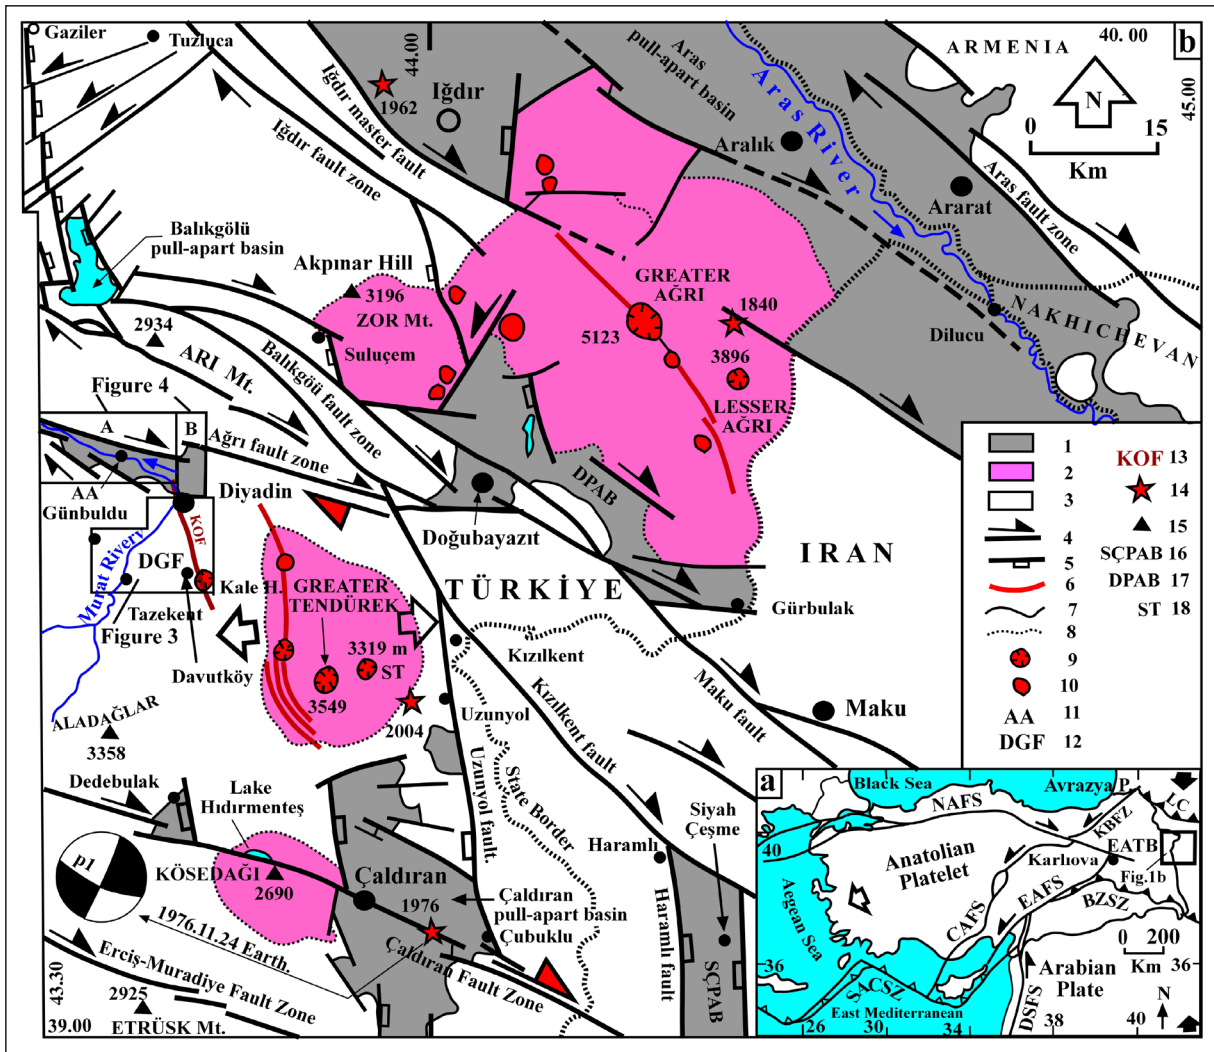 Gaziler
Tuzluca
44.00
Iğdır master fault
Iğdır fault zone
1962
Iğdır
Aras
pull-apart basin
Aras River
Aralık
ARMENIA
40. 00
b
45.00
N
0
15
Km
Ararat
Aras fault zone
Balıkgölü
pull-apart basin
Akpınar Hill
3196
ZOR Mt.
GREATER
AĞRI
1840
5123
3896
LESSER
AĞRI
NAKHICHEVAN
Dilucu
2934
ARI Mt.
Suluçem
Balıkgöü fault zone
Figure 4
A
B
Ağrı fault zone
AA
Günbuldu
Diyadin
KOF
DGF
Murat Rivery
Kale H.
Tazekent
Figure 3
Davutköy
DPAB
Doğubayazıt
IRAN
TÜRKİYE
Gürbulak
GREATER
TENDÜREK
3319 m
ST
3549
2004
Kızılkent
Kızılkent fault
Maku fault
Maku
Uzunyol
Uzunyol fault.
State Border
ALADAĞLAR
3358
Dedebulak
Lake
Hıdırmenteş
KÖSEDAĞI
2690
p1
1976.11.24 Earth.
Çaldıran
1976
Çaldıran
pull-apart basin
Çubuklu
Çaldıran Fault Zone
Erciş-Muradiye Fault Zone
2925
ETRÜSK Mt.
43.30
39.00
Haramlı
Haramlı fault
Siyah
Çeşme
SÇPAB
1
2
3
4
5
6
7
8
9
10
AA 11
DGF 12
KOF 13
14
15
SÇPAB 16
DPAB 17
ST 18
a
Black Sea
Avrazya P.
LC
NAFS
KBFZ
40
Anatolian
Platelet
Karlıova
EATB
Fig.1b
Aegean Sea
CAFS
EAFS
BZSZ
0 200
Km
36
36
SACSZ
Arabian
Plate
DSFS
N
East Mediterranean
26
30
34
38
40